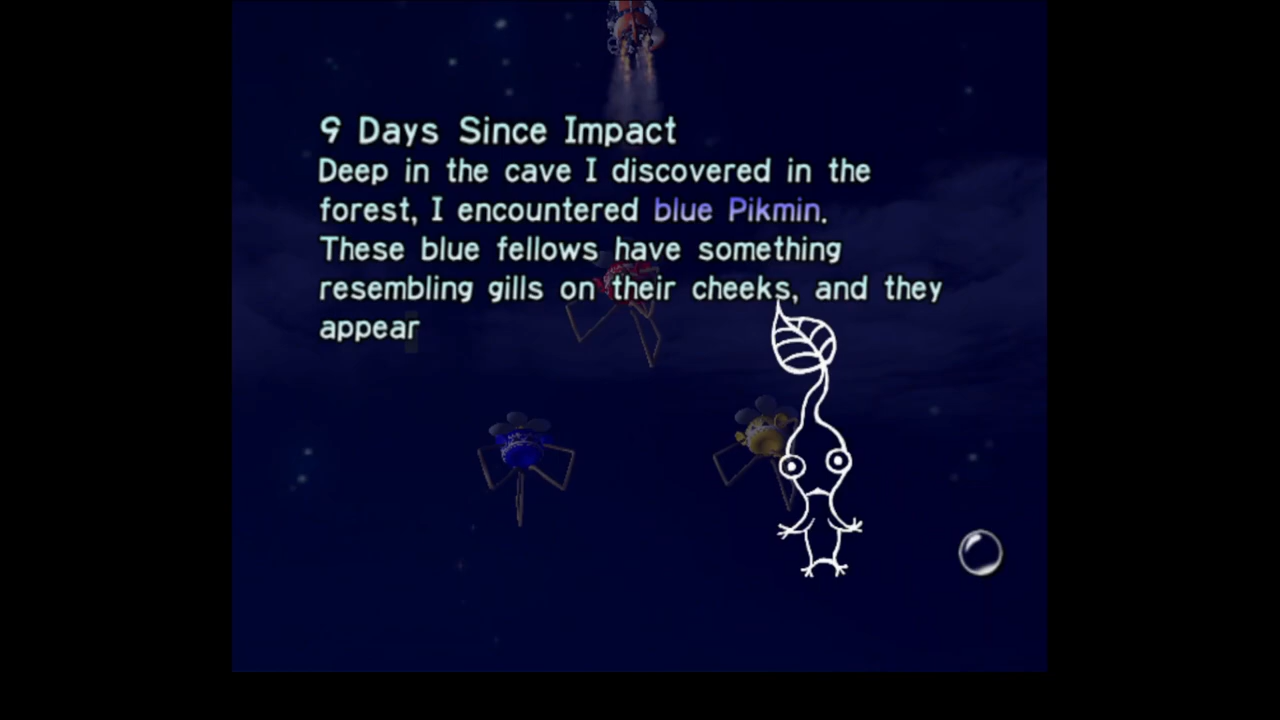 9 Days Since Impact
Deep in the cave I discovered in the
forest, I encountered blue Pikmin.
These blue fellows have something
resembling gills on their cheeks, and they
appear